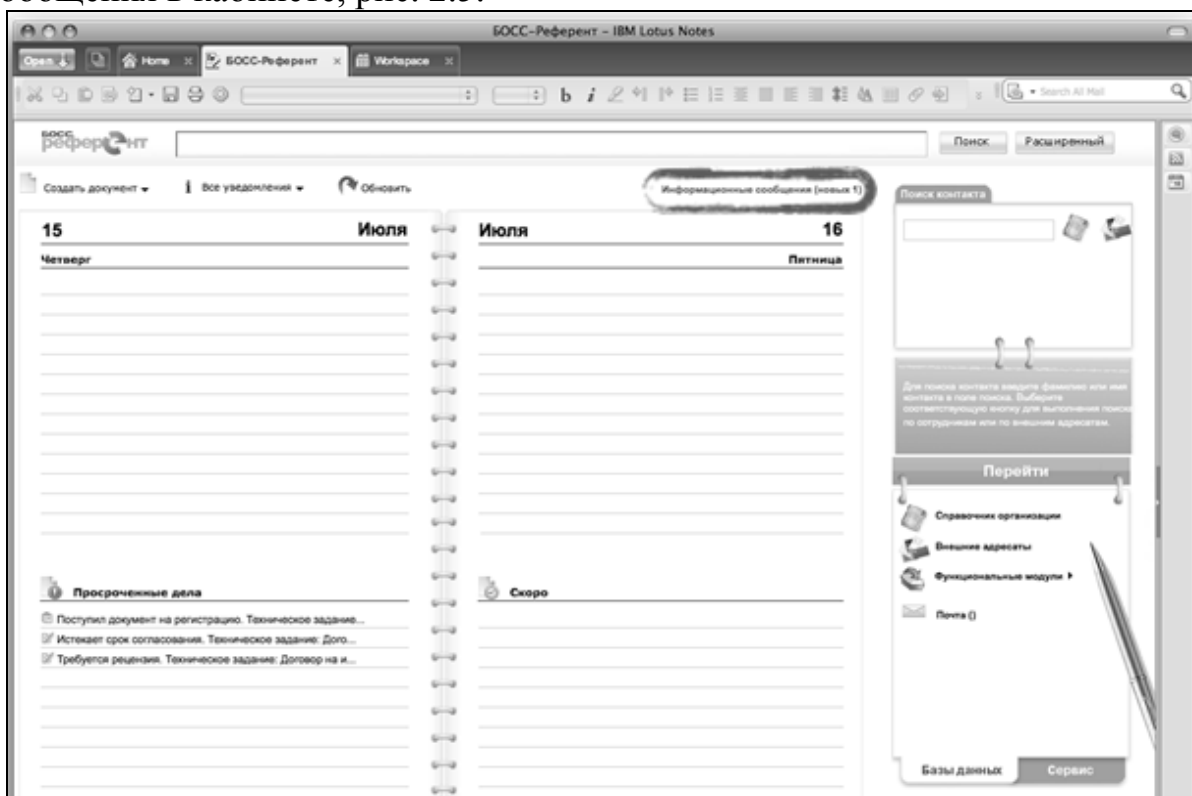 общения в кабинете, рис. 2.5.
БОСС-Референт – IBM Lotus Notes
Open Home БОСС-Референт Workspace
b i Search All Mail
БОСС референт Поиск Расширенный
Создать документ Все уведомления Обновить Информационные сообщения (новых 1)
Поиск контакта
15 Июля Июля 16
Четверг Пятница
Для поиска контакта введите фамилию или имя
контакта в поле поиска. Выберите
соответствующую кнопку для выполнения поиска
по сотрудникам или по внешним адресатам.
Перейти
Справочник организации
Внешние адресаты
Функциональные модули
Почта ()
Просроченные дела Скоро
Поступил документ на регистрацию. Техническое задание...
Истекает срок согласования. Техническое задание: Дого...
Требуется рецензия. Техническое задание: Договор на и...
Базы данных Сервис